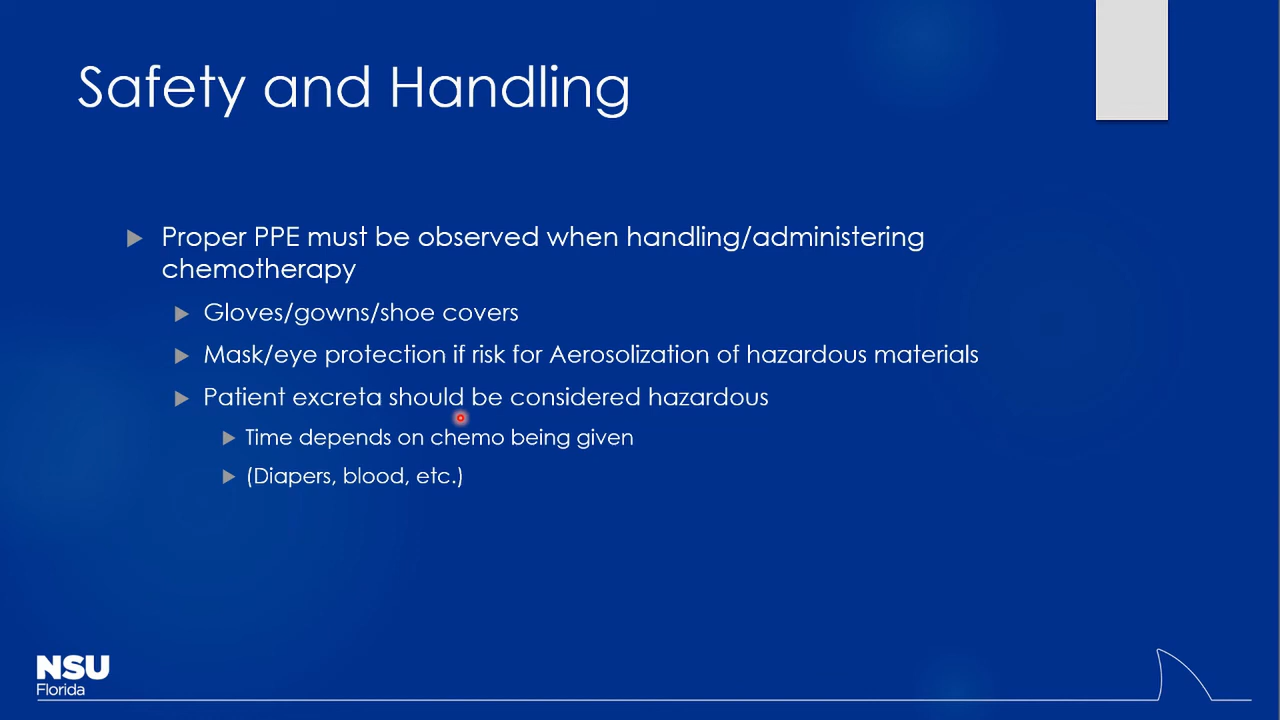 Safety and Handling
Proper PPE must be observed when handling/administering
chemotherapy
Gloves/gowns/shoe covers
Mask/eye protection if risk for Aerosolization of hazardous materials
Patient excreta should be considered hazardous
Time depends on chemo being given
(Diapers, blood, etc.)
NSU
Florida